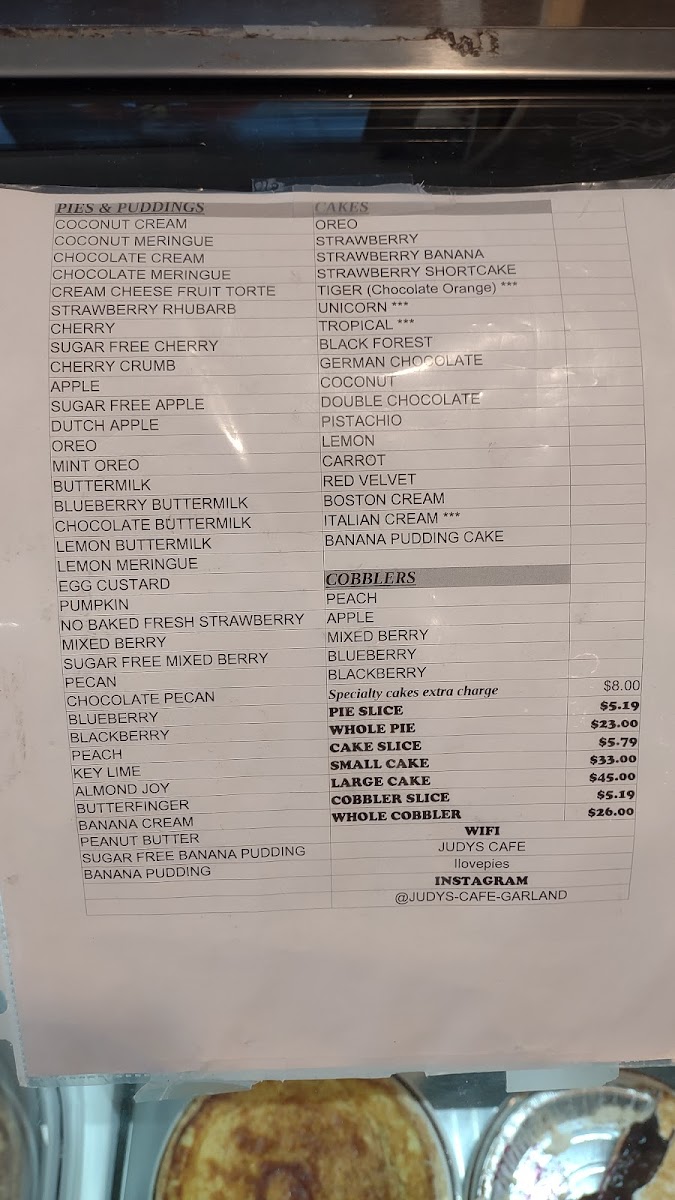 PIES & PUDDINGS
COCONUT CREAM
COCONUT MERINGUE
CHOCOLATE CREAM
CHOCOLATE MERINGUE
CREAM CHEESE FRUIT TORTE
STRAWBERRY RHUBARB
CHERRY
SUGAR FREE CHERRY
CHERRY CRUMB
APPLE
SUGAR FREE APPLE
DUTCH APPLE
OREO
MINT OREO
BUTTERMILK
BLUEBERRY BUTTERMILK
CHOCOLATE BUTTERMILK
LEMON BUTTERMILK
LEMON MERINGUE
EGG CUSTARD
PUMPKIN
NO BAKED FRESH STRAWBERRY
MIXED BERRY
SUGAR FREE MIXED BERRY
PECAN
CHOCOLATE PECAN
BLUEBERRY
BLACKBERRY
PEACH
KEY LIME
ALMOND JOY
BUTTERFINGER
BANANA CREAM
PEANUT BUTTER
SUGAR FREE BANANA PUDDING
BANANA PUDDING
CAKES
OREO
STRAWBERRY
STRAWBERRY BANANA
STRAWBERRY SHORTCAKE
TIGER (Chocolate Orange) ***
UNICORN ***
TROPICAL ***
BLACK FOREST
GERMAN CHOCOLATE
COCONUT
DOUBLE CHOCOLATE
PISTACHIO
LEMON
CARROT
RED VELVET
BOSTON CREAM
ITALIAN CREAM ***
BANANA PUDDING CAKE
COBBLERS
PEACH
APPLE
MIXED BERRY
BLUEBERRY
BLACKBERRY
Specialty cakes extra charge $8.00
PIE SLICE $5.19
WHOLE PIE $23.00
CAKE SLICE $5.79
SMALL CAKE $33.00
LARGE CAKE $45.00
COBBLER SLICE $5.19
WHOLE COBBLER $26.00
WIFI
JUDYS CAFE
Ilovepies
INSTAGRAM
@JUDYS-CAFE-GARLAND